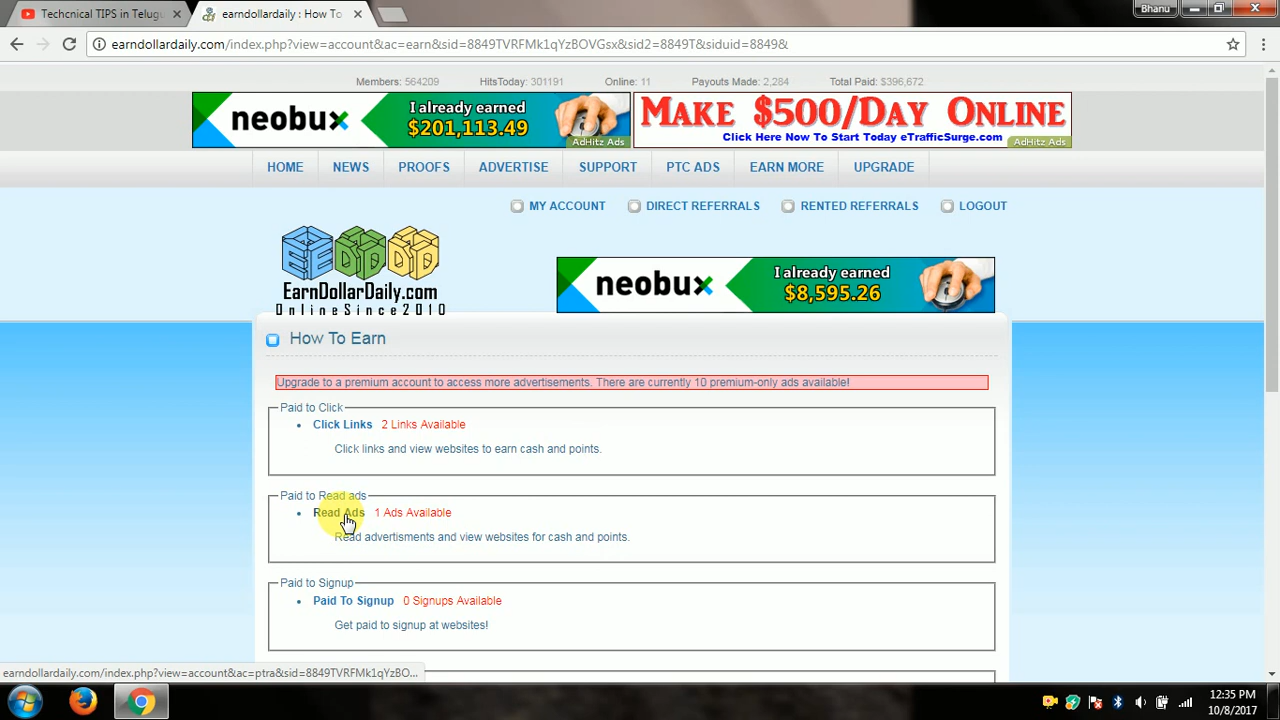 Techcnical TIPS in Telugu
earndollardaily : How To
Bhanu
earndollardaily.com/index.php?view=account&ac=earn&sid=8849TVRFMk1qYzBOVGsx&sid2=8849T&siduid=8849&
Members: 564209 HitsToday: 301191 Online: 11 Payouts Made: 2,284 Total Paid: $396,672
neobux
I already earned
$201,113.49
AdHitz Ads
MAKE $500/DAY ONLINE
Click Here Now To Start Today eTrafficSurge.com
AdHitz Ads
HOME NEWS PROOFS ADVERTISE SUPPORT PTC ADS EARN MORE UPGRADE
MY ACCOUNT DIRECT REFERRALS RENTED REFERRALS LOGOUT
EDDD
EarnDollarDaily.com
OnlineSince2010
neobux
I already earned
$8,595.26
How To Earn
Upgrade to a premium account to access more advertisements. There are currently 10 premium-only ads available!
Paid to Click
• Click Links 2 Links Available
Click links and view websites to earn cash and points.
Paid to Read ads
• Read Ads 1 Ads Available
Read advertisments and view websites for cash and points.
Paid to Signup
• Paid To Signup 0 Signups Available
Get paid to signup at websites!
earndollardaily.com/index.php?view=account&ac=ptra&sid=8849TVRFMk1qYzBO...
12:35 PM
10/8/2017